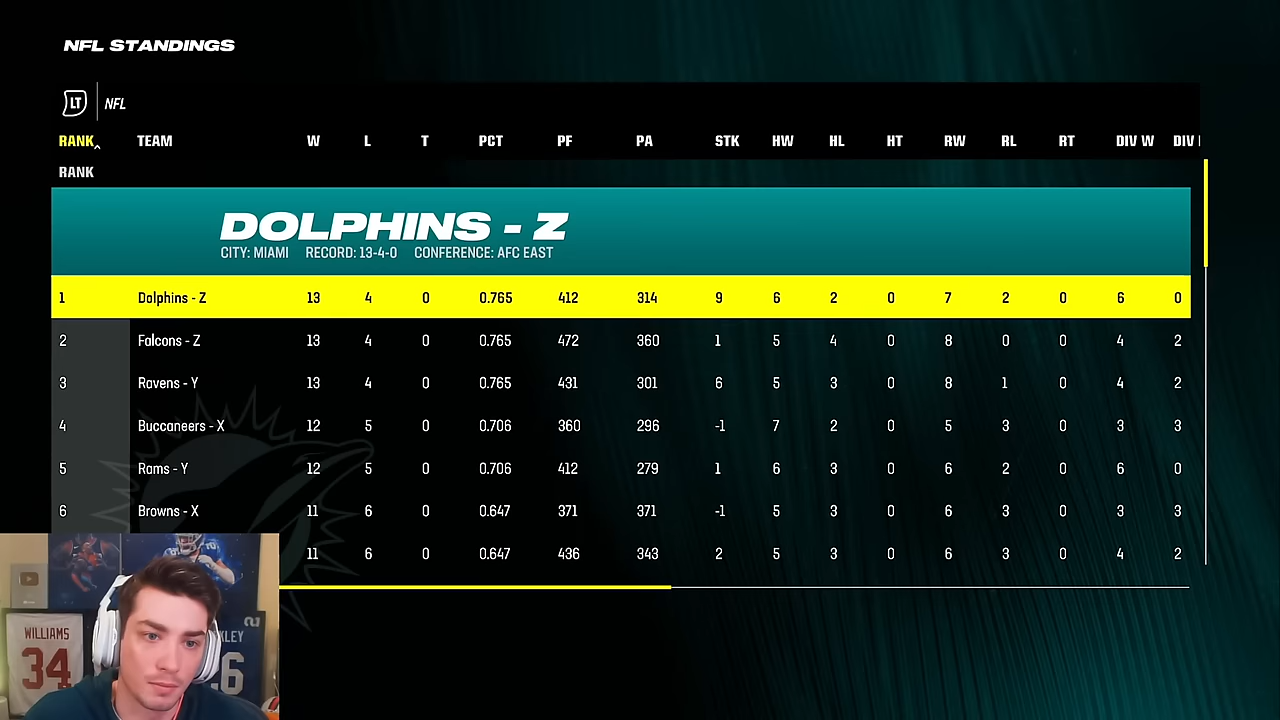 NFL STANDINGS
LT NFL
RANK TEAM W L T PCT PF PA STK HW HL HT RW RL RT DIV W DIV
RANK
DOLPHINS - Z
CITY: MIAMI RECORD: 13-4-0 CONFERENCE: AFC EAST
1 Dolphins - Z 13 4 0 0.765 412 314 9 6 2 0 7 2 0 6 0
2 Falcons - Z 13 4 0 0.765 472 360 1 5 4 0 8 0 0 4 2
3 Ravens - Y 13 4 0 0.765 431 301 6 5 3 0 8 1 0 4 2
4 Buccaneers - X 12 5 0 0.706 360 296 -1 7 2 0 5 3 0 3 3
5 Rams - Y 12 5 0 0.706 412 279 1 6 3 0 6 2 0 6 0
6 Browns - X 11 6 0 0.647 371 371 -1 5 3 0 6 3 0 3 3
11 6 0 0.647 436 343 2 5 3 0 6 3 0 4 2
WILLIAMS
34
KLEY
6